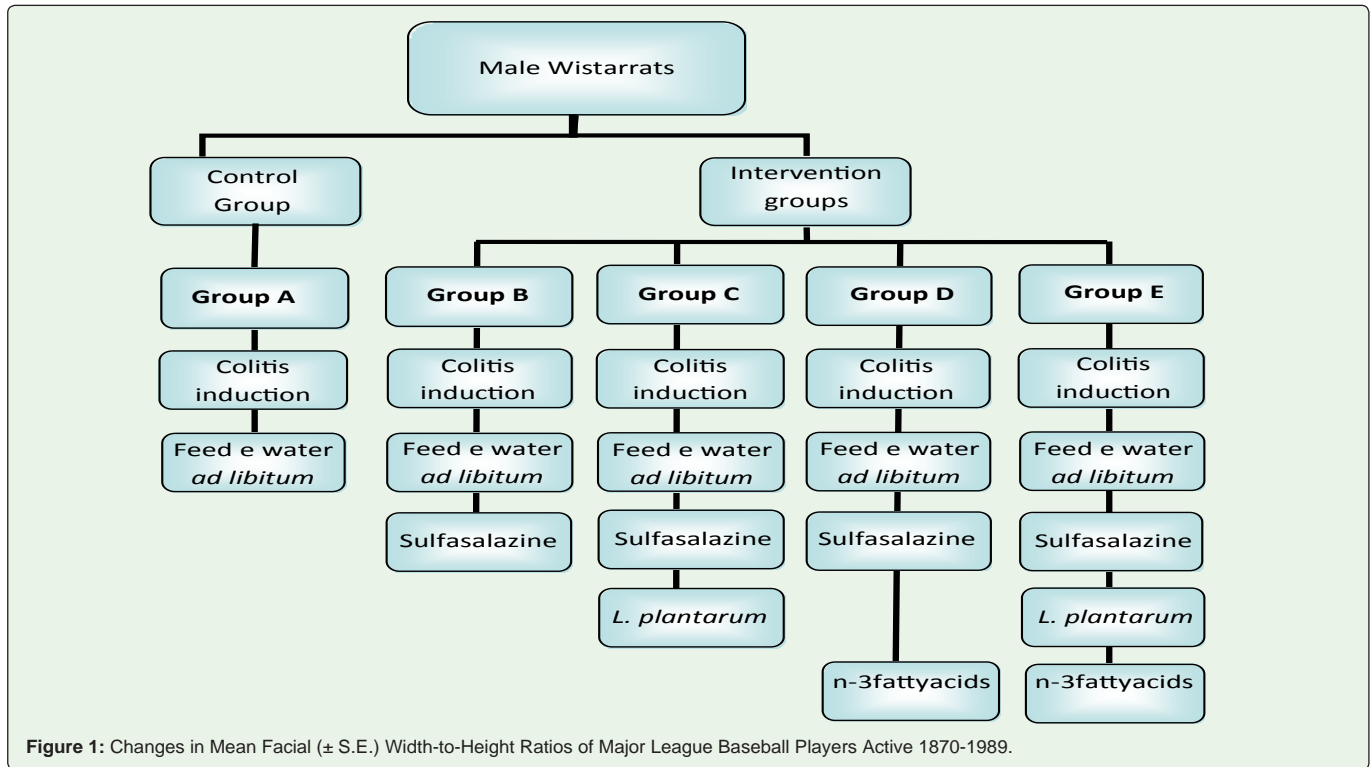 Male Wistarrats
Control
Group
Intervention
groups
Group A
Group B
Group C
Group D
Group E
Colitis
induction
Colitis
induction
Colitis
induction
Colitis
induction
Colitis
induction
Feed e water
ad libitum
Feed e water
ad libitum
Feed e water
ad libitum
Feed e water
ad libitum
Feed e water
ad libitum
Sulfasalazine
Sulfasalazine
Sulfasalazine
Sulfasalazine
L. plantarum
L. plantarum
n-3fattyacids
n-3fattyacids
Figure 1: Changes in Mean Facial (± S.E.) Width-to-Height Ratios of Major League Baseball Players Active 1870-1989.